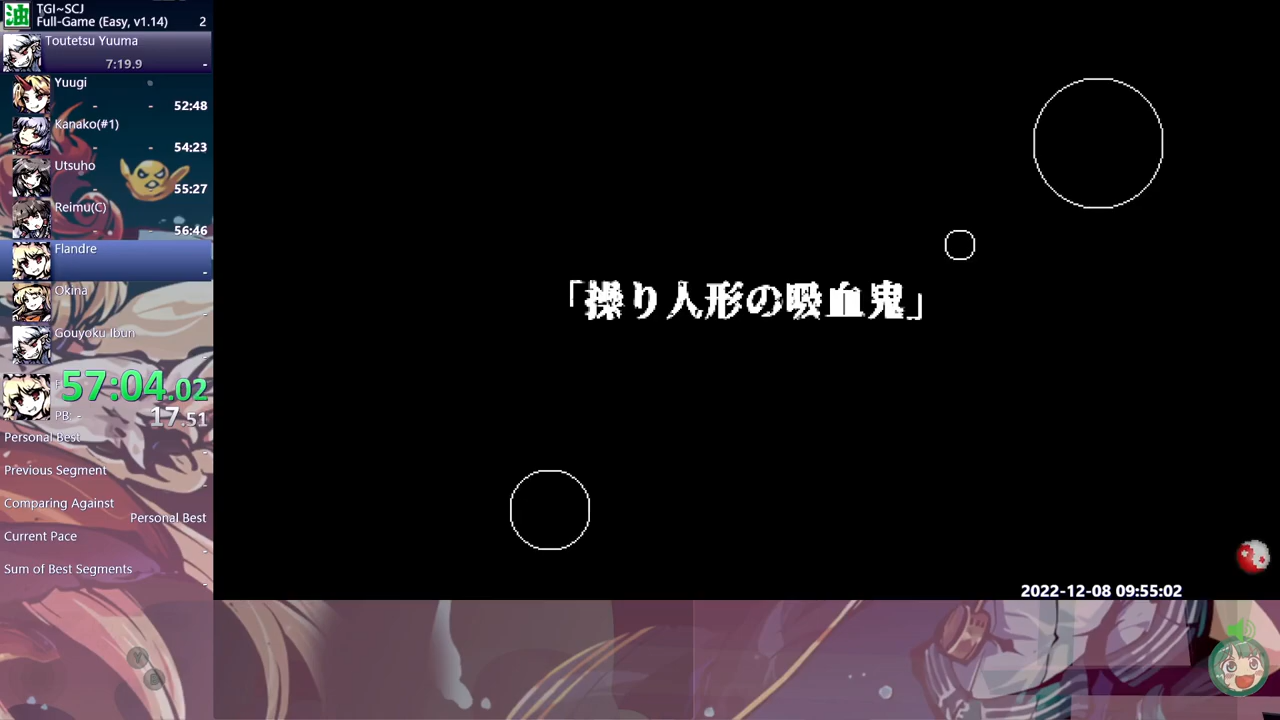 油 TGI~SCJ
Full-Game (Easy, v1.14) 2
Toutetsu Yuuma
7:19.9 -
Yuugi
- - 52:48
Kanako(#1)
- - 54:23
Utsuho
- - 55:27
Reimu(C)
- - 56:46
Flandre
-
Okina
-
Gouyoku Ibun
-
57:04.02
PB: - 17.51
Personal Best
-
Previous Segment
-
Comparing Against
Personal Best
Current Pace
-
Sum of Best Segments
-
「操り人形の吸血鬼」
2022-12-08 09:55:02